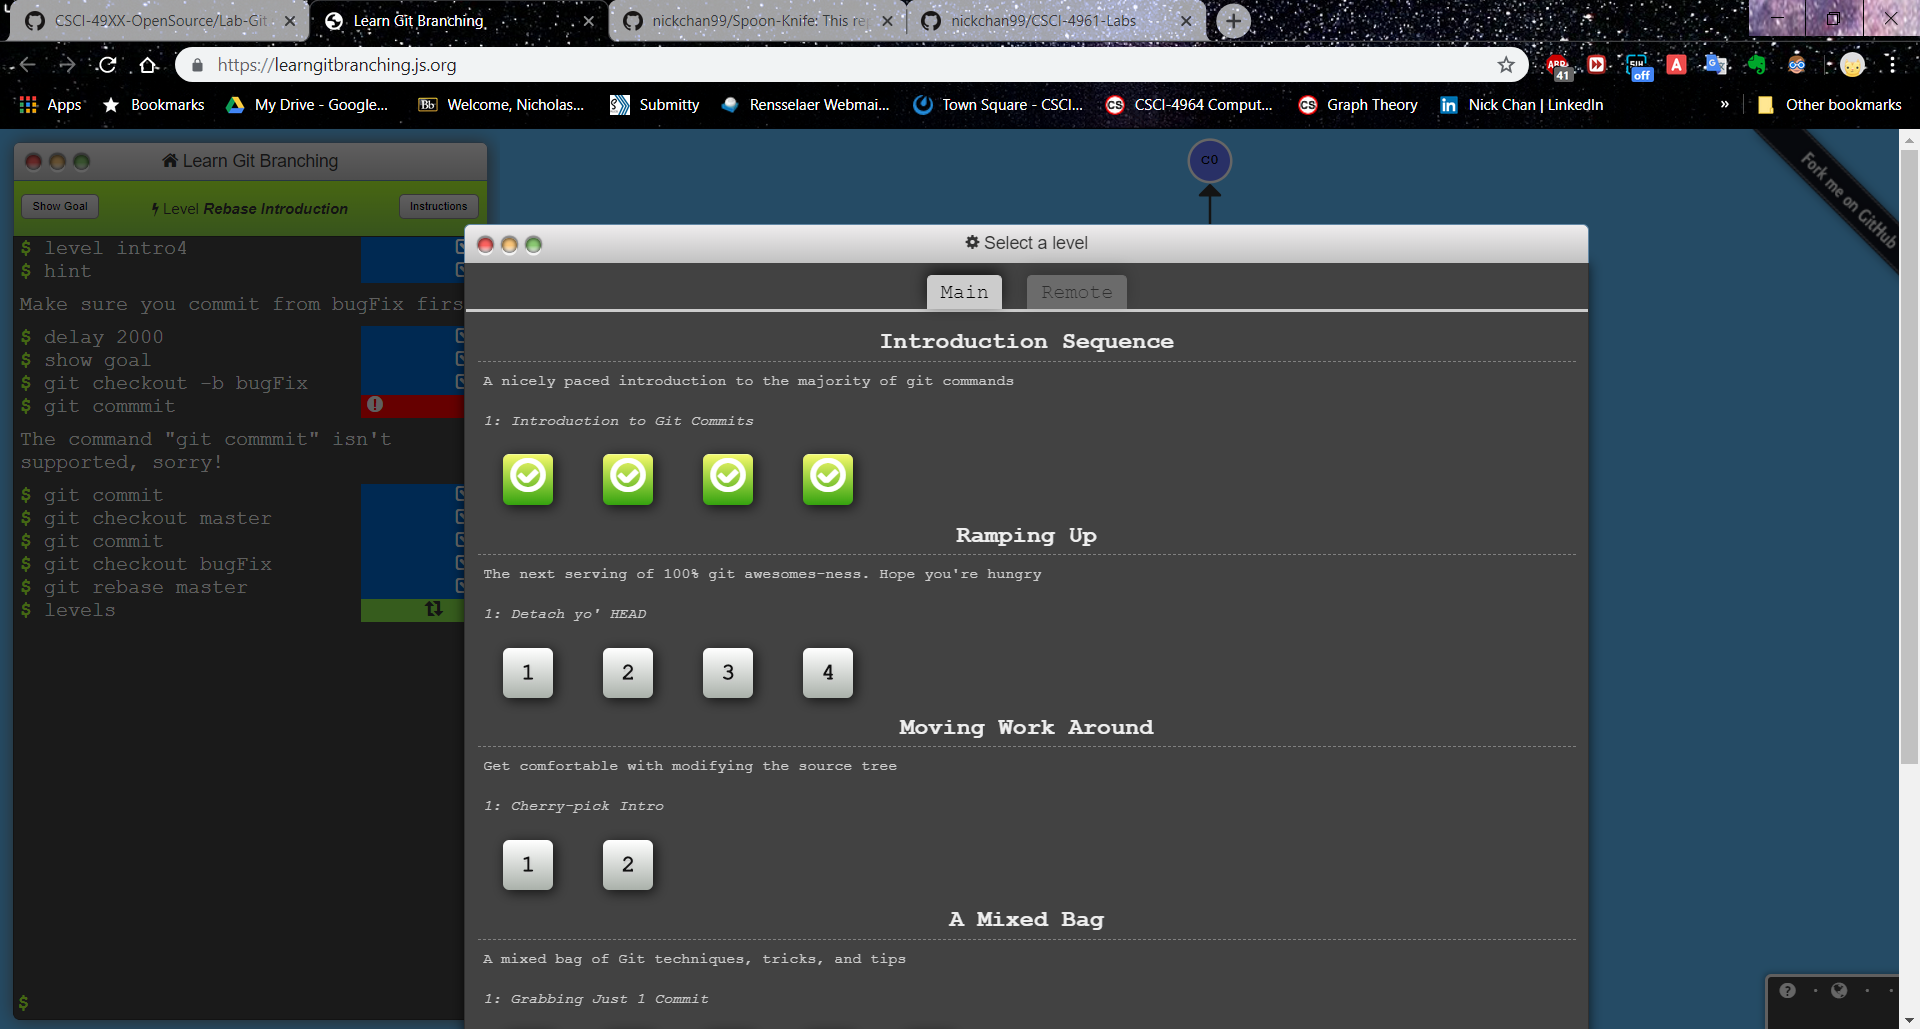 CSCI-49XX-OpenSource/Lab-Git
Learn Git Branching
nickchan99/Spoon-Knife: This re
nickchan99/CSCI-4961-Labs
https://learngitbranching.js.org
ABP
41
off
A
Apps
Bookmarks
My Drive - Google...
Bb
Welcome, Nicholas...
Submitty
Rensselaer Webmai...
Town Square - CSCI...
CS
CSCI-4964 Comput...
CS
Graph Theory
in
Nick Chan | LinkedIn
»
Other bookmarks
Learn Git Branching
Show Goal
Level Rebase Introduction
Instructions
$ level intro4
$ hint
Make sure you commit from bugFix firs
$ delay 2000
$ show goal
$ git checkout -b bugFix
$ git commmit
The command "git commmit" isn't
supported, sorry!
$ git commit
$ git checkout master
$ git commit
$ git checkout bugFix
$ git rebase master
$ levels
$
C0
Fork me on GitHub
Select a level
Main
Remote
Introduction Sequence
A nicely paced introduction to the majority of git commands
1: Introduction to Git Commits
Ramping Up
The next serving of 100% git awesomes-ness. Hope you're hungry
1: Detach yo' HEAD
1 2 3 4
Moving Work Around
Get comfortable with modifying the source tree
1: Cherry-pick Intro
1 2
A Mixed Bag
A mixed bag of Git techniques, tricks, and tips
1: Grabbing Just 1 Commit